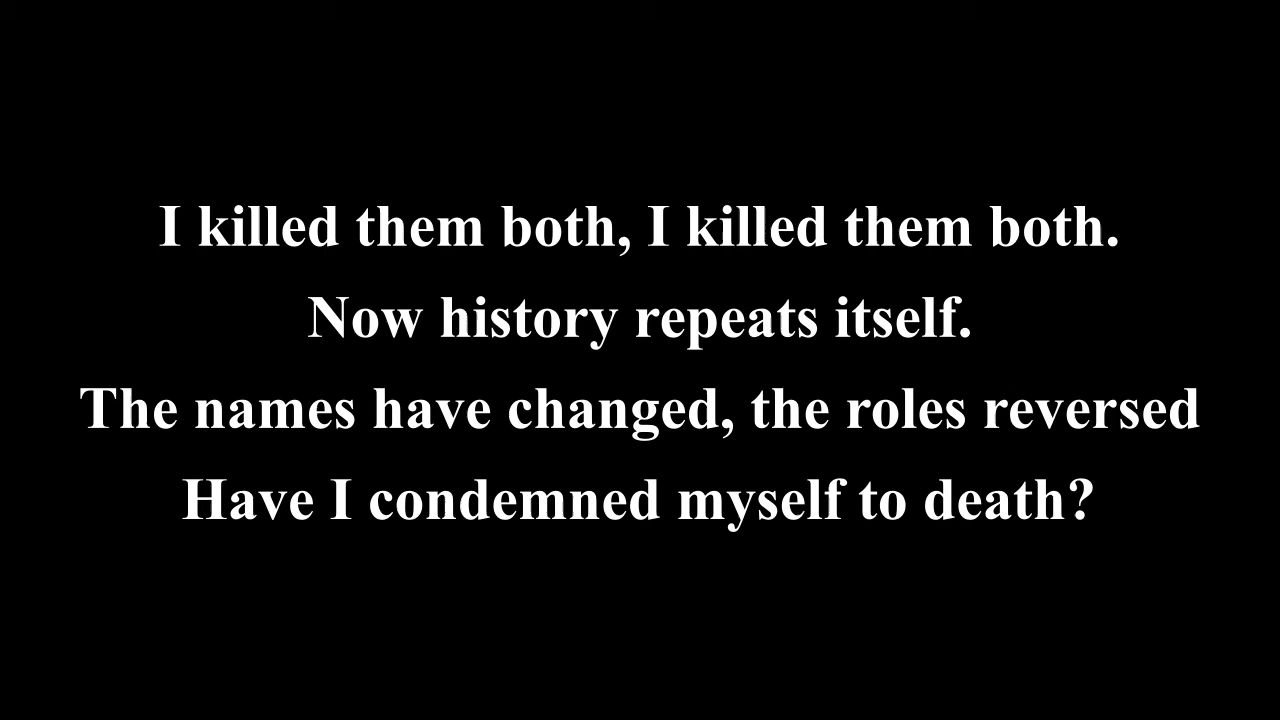 I killed them both, I killed them both.
Now history repeats itself.
The names have changed, the roles reversed
Have I condemned myself to death?